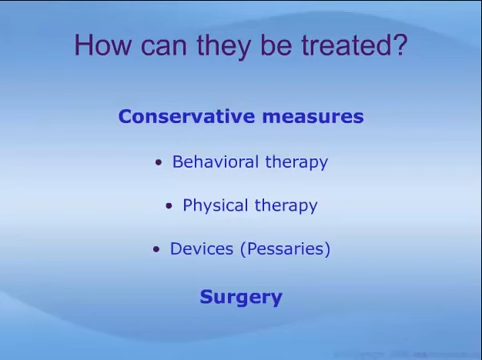 How can they be treated?
Conservative measures
• Behavioral therapy
• Physical therapy
• Devices (Pessaries)
Surgery